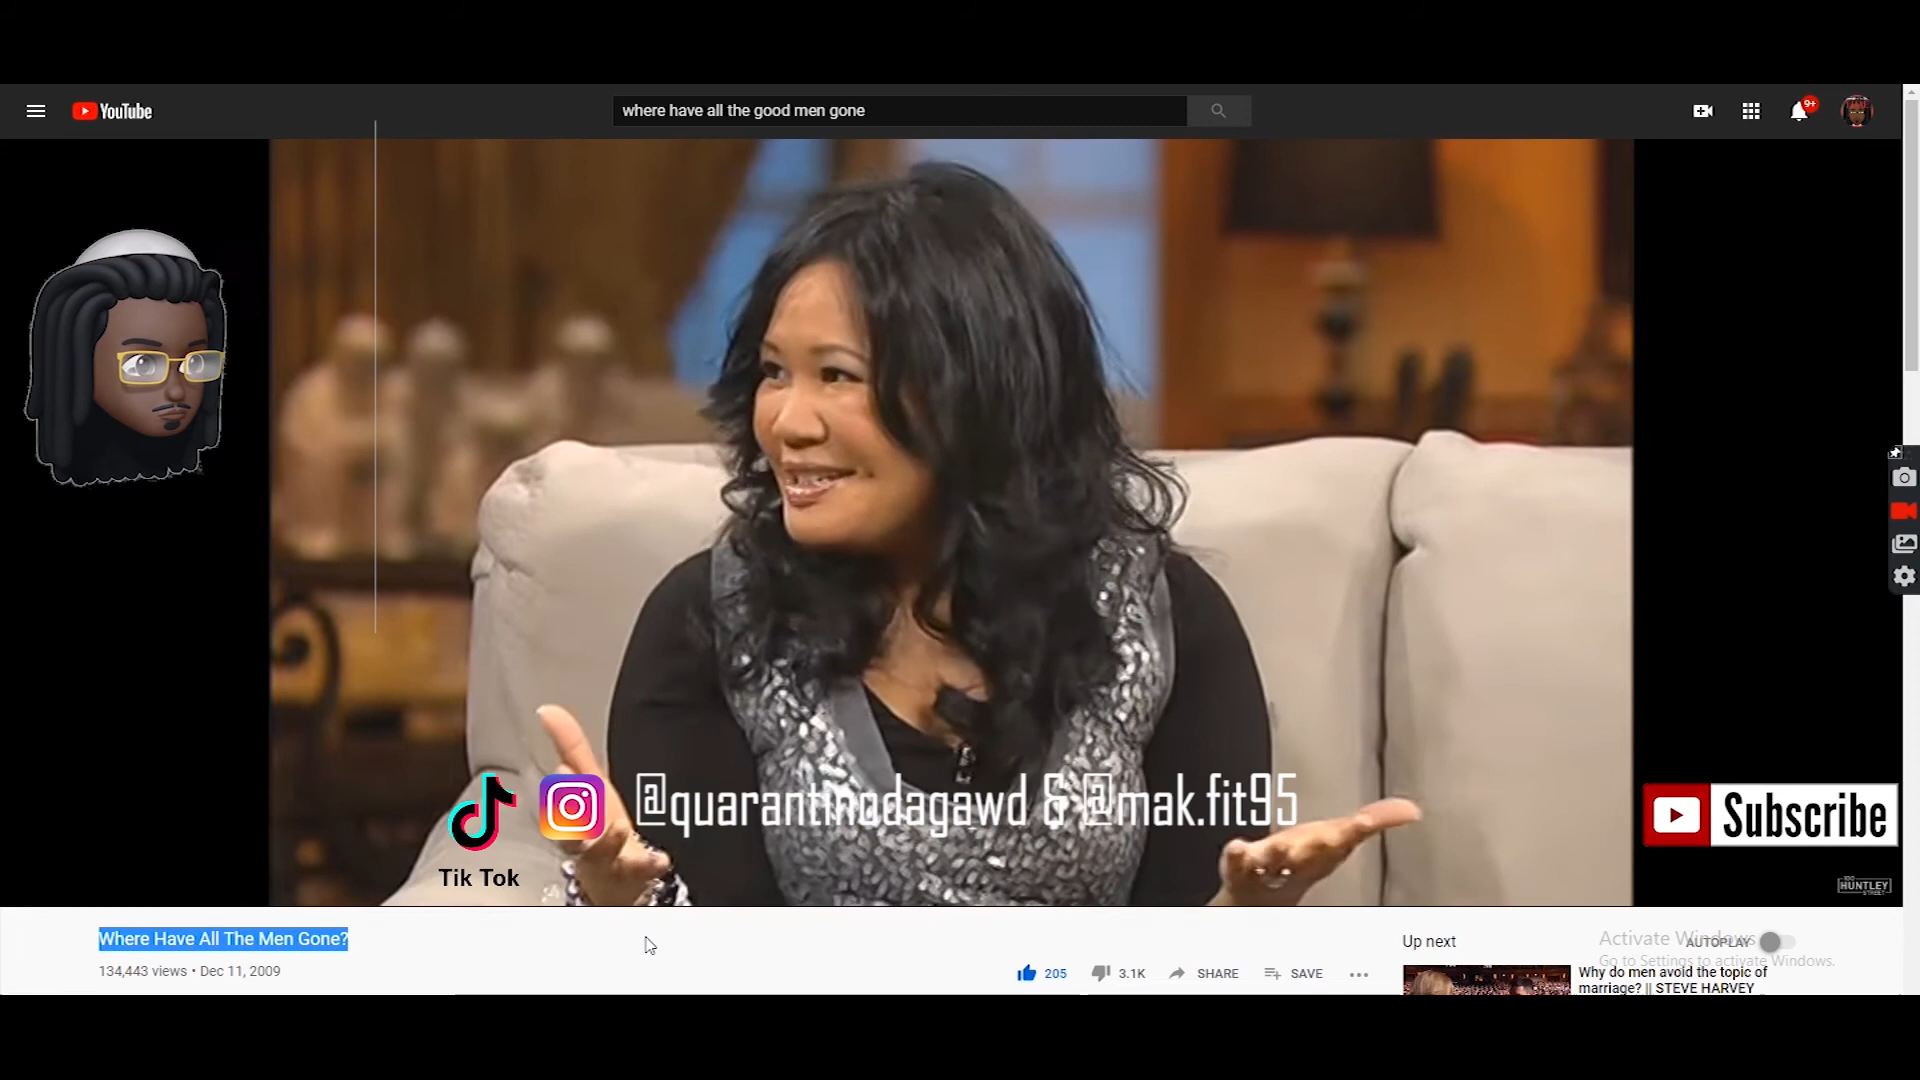 YouTube
where have all the good men gone
9+
@quarantinodagawd & @mak.fit95
Tik Tok
Subscribe
100
HUNTLEY
STREET
Where Have All The Men Gone?
134,443 views • Dec 11, 2009
205
3.1K
SHARE
SAVE
Up next
AUTOPLAY
Activate Windows
Go to Settings to activate Windows.
Why do men avoid the topic of
marriage? || STEVE HARVEY